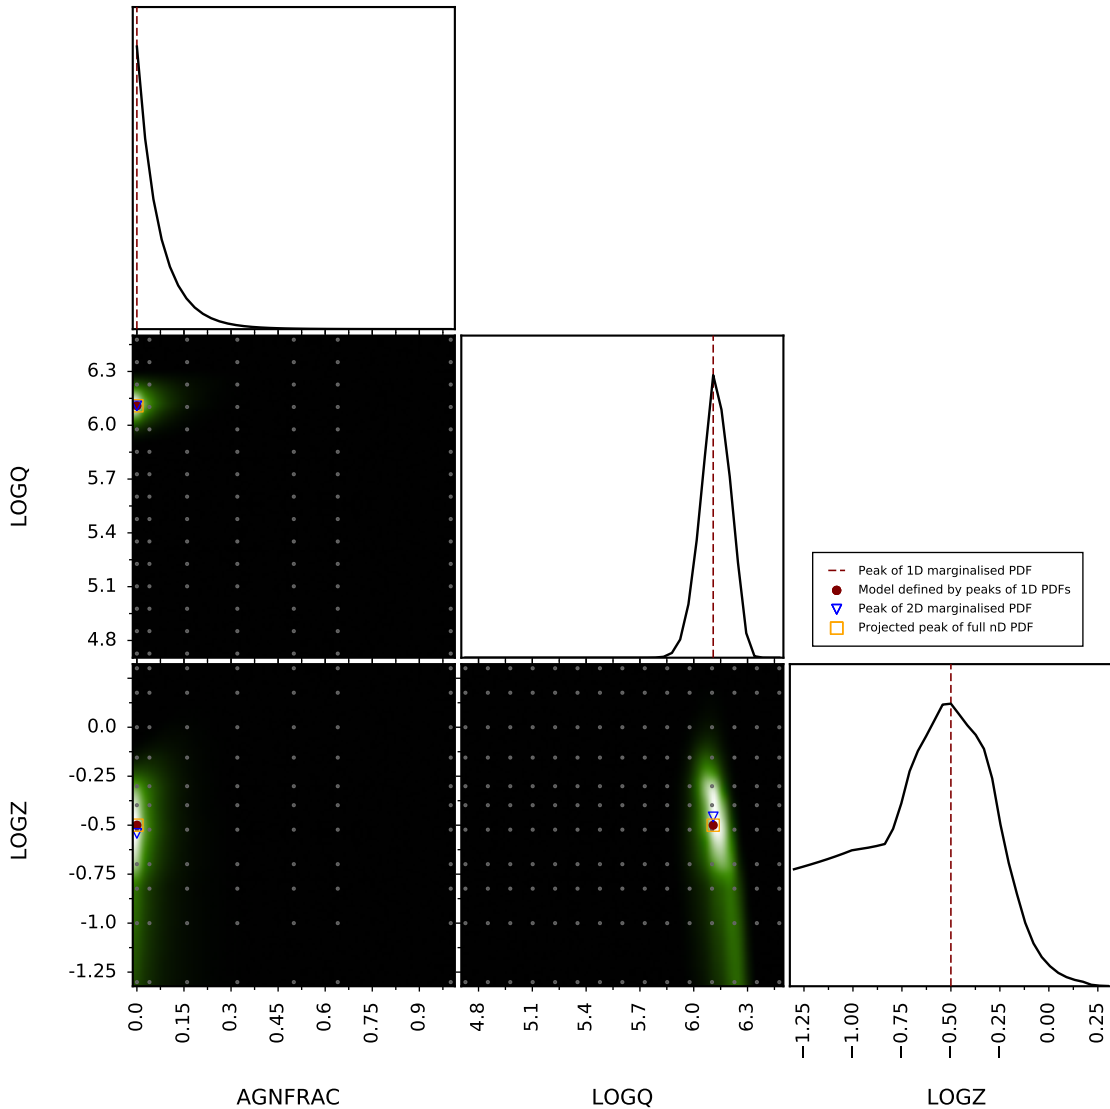 6.3
6.0
5.7
5.4
5.1
4.8
LOGQ
Peak of 1D marginalised PDF
Model defined by peaks of 1D PDFs
Peak of 2D marginalised PDF
Projected peak of full nD PDF
0.0
-0.25
-0.5
-0.75
-1.0
-1.25
LOGZ
0.0 0.15 0.3 0.45 0.6 0.75 0.9
4.8 5.1 5.4 5.7 6.0 6.3
−1.25 −1.00 −0.75 −0.50 −0.25 0.00 0.25
AGNFRAC LOGQ LOGZ